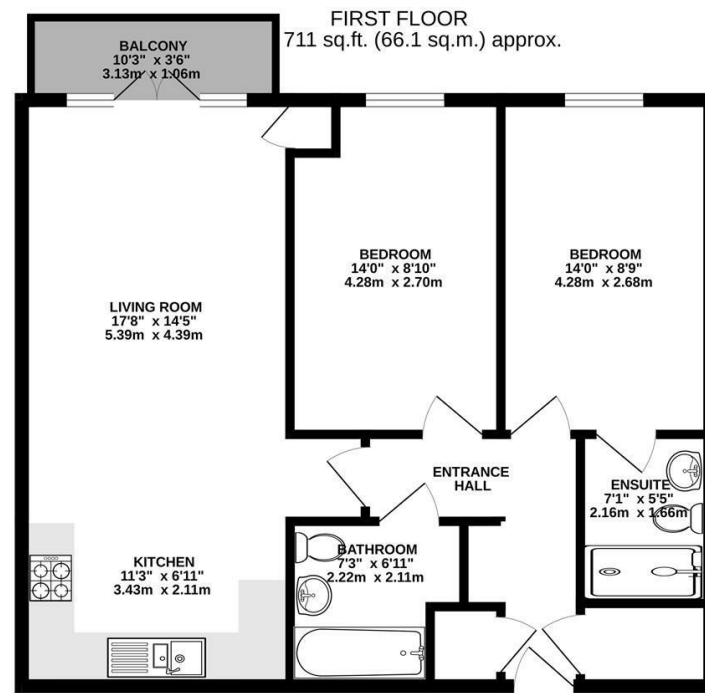 FIRST FLOOR
711 sq.ft. (66.1 sq.m.) approx.
BALCONY
10'3" x 3'6"
3.13m x 1.06m
BEDROOM
14'0" x 8'10"
4.28m x 2.70m
BEDROOM
14'0" x 8'9"
4.28m x 2.68m
LIVING ROOM
17'8" x 14'5"
5.39m x 4.39m
ENTRANCE
HALL
ENSUITE
7'1" x 5'5"
2.16m x 1.66m
KITCHEN
11'3" x 6'11"
3.43m x 2.11m
BATHROOM
7'3" x 6'11"
2.22m x 2.11m